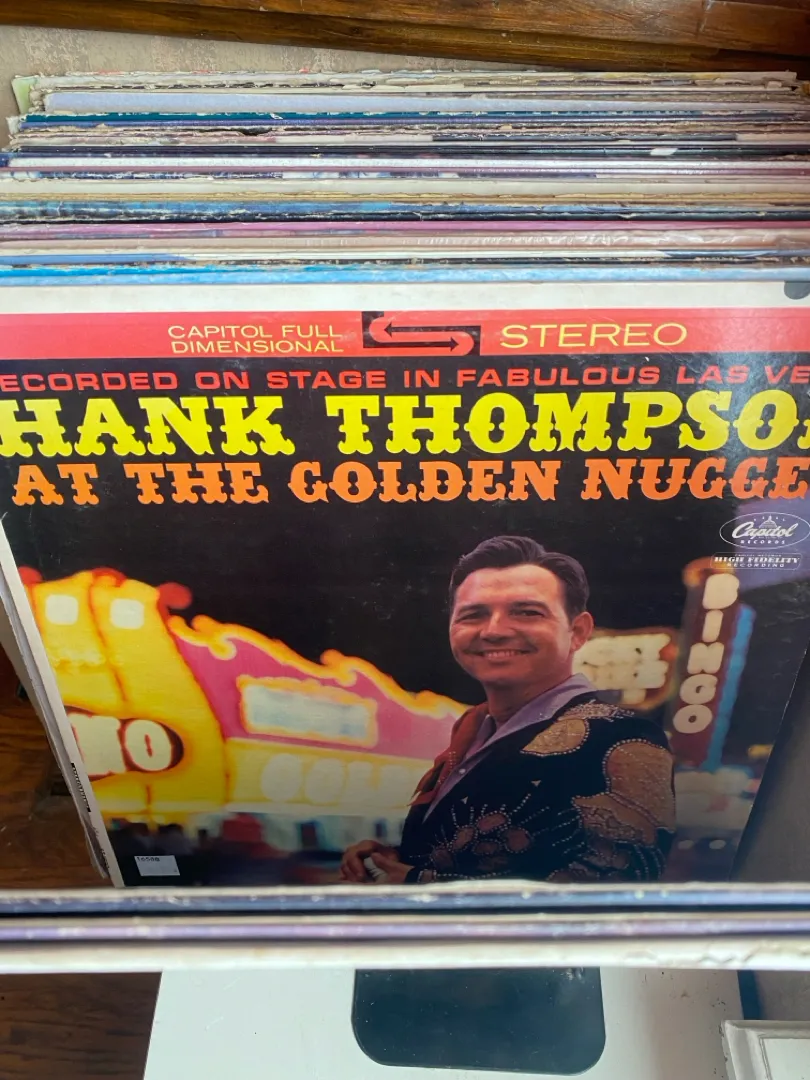 CAPITOL FULL
DIMENSIONAL
STEREO
ECORDED ON STAGE IN FABULOUS LAS VE
HANK THOMPSO
AT THE GOLDEN NUGGE
Capitol
RECORDS
HIGH FIDELITY
RECORDING
BINGO